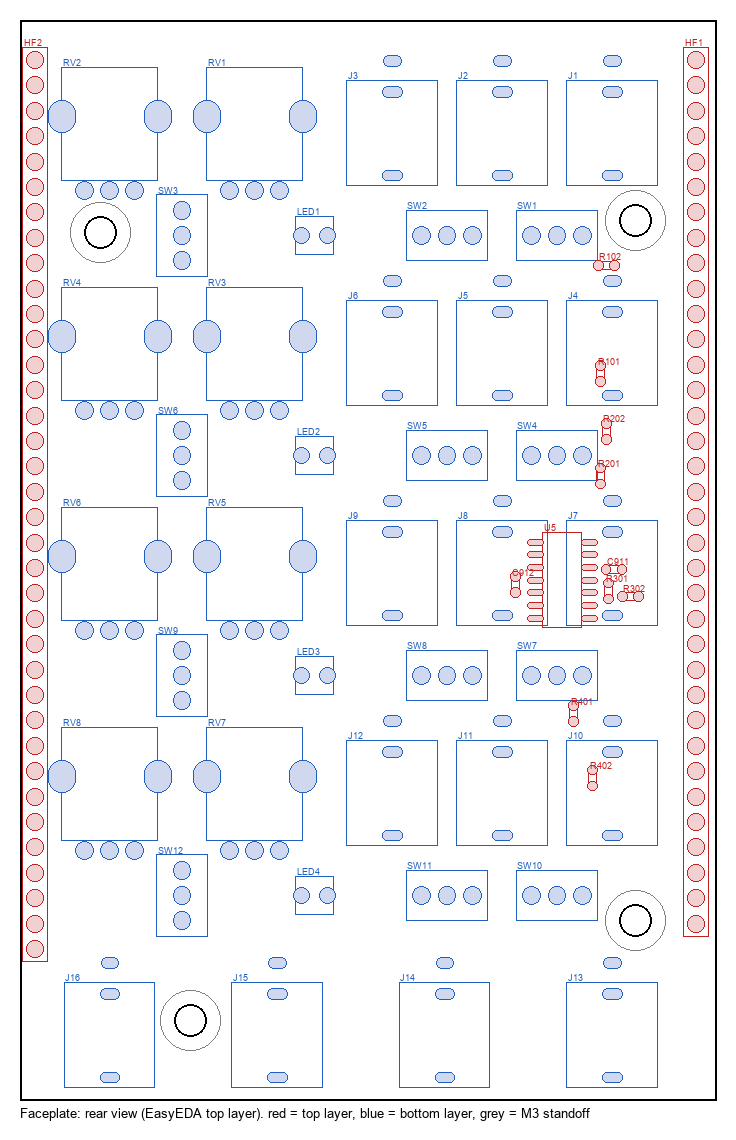 HF2
HF1
RV2
RV1
J3
J2
J1
SW3
LED1
SW2
SW1
R102
RV4
RV3
J6
J5
J4
R101
SW6
LED2
SW5
SW4
R202
R201
RV6
RV5
J9
J8
J7
U5
C912
C911
R301
R302
SW9
LED3
SW8
SW7
R401
RV8
RV7
J12
J11
J10
R402
SW12
LED4
SW11
SW10
J16
J15
J14
J13
Faceplate: rear view (EasyEDA top layer). red = top layer, blue = bottom layer, grey = M3 standoff